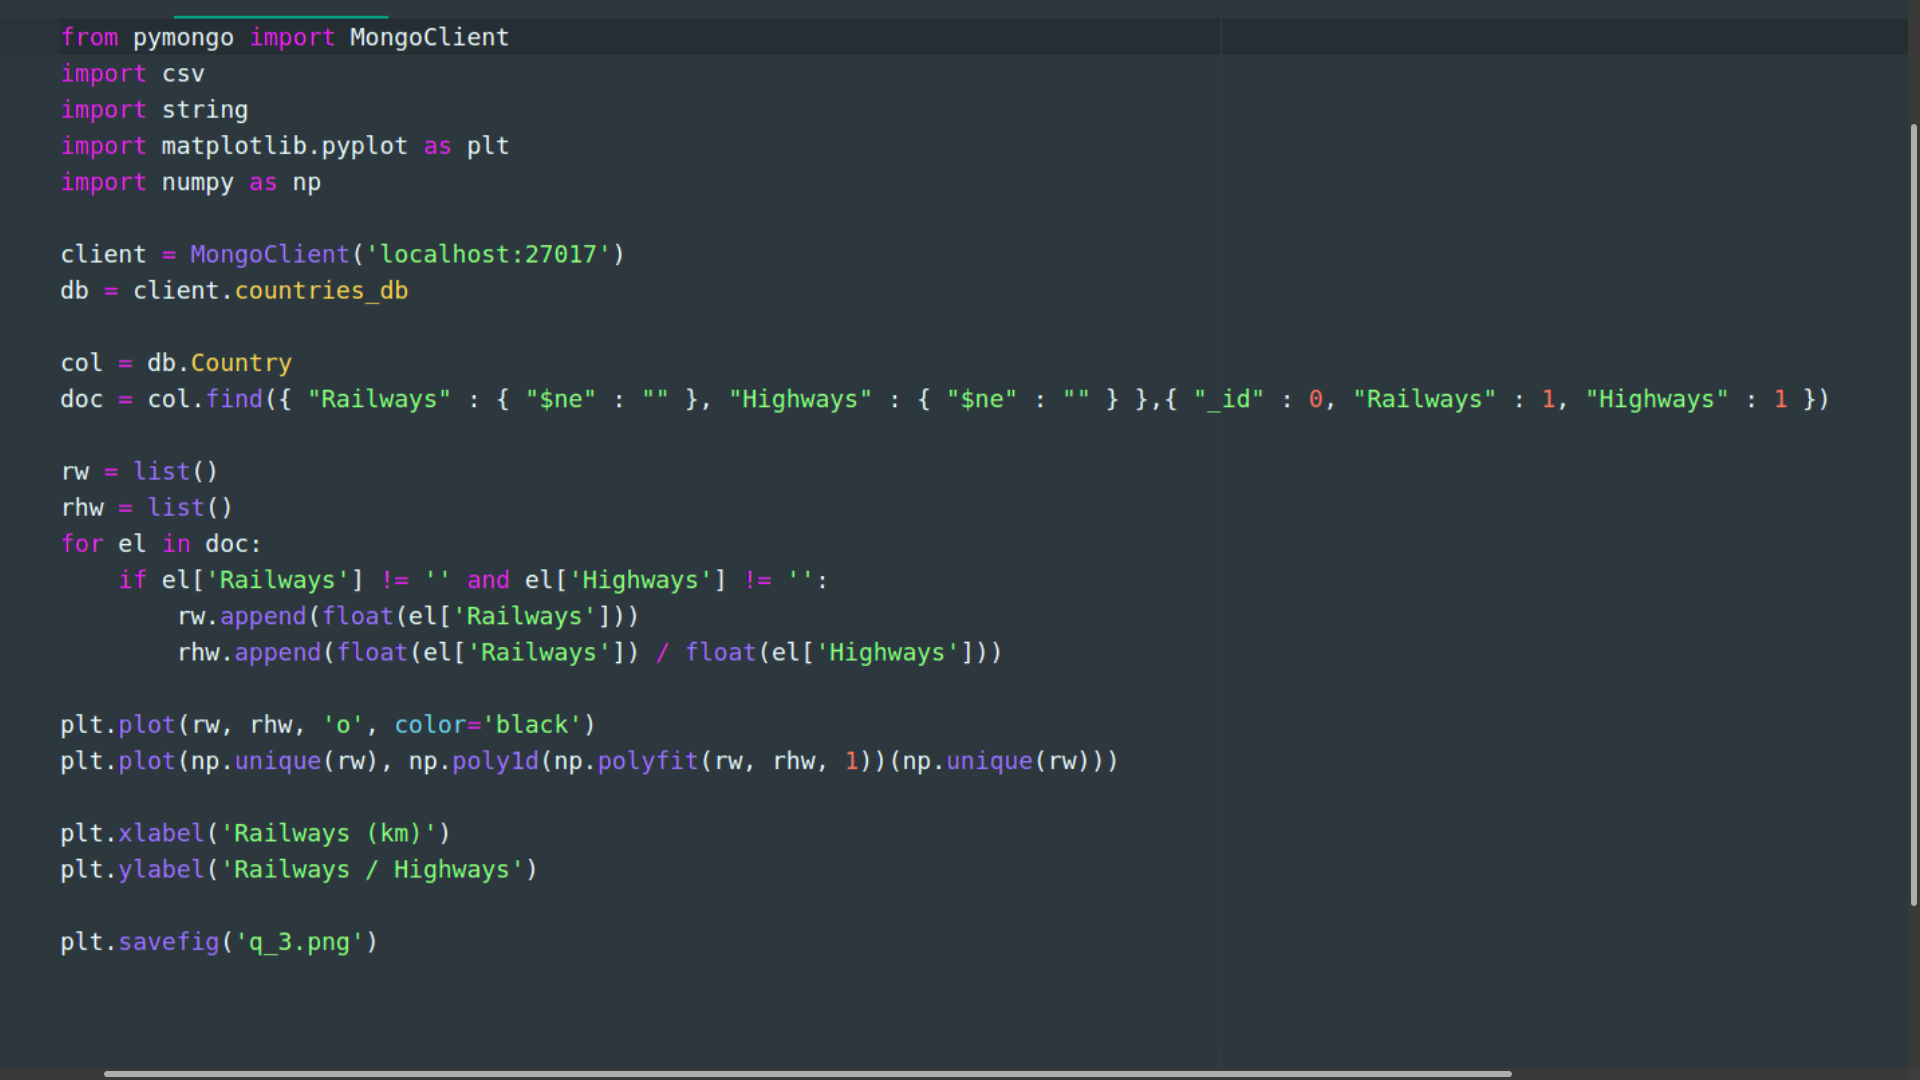 from pymongo import MongoClient
import csv
import string
import matplotlib.pyplot as plt
import numpy as np

client = MongoClient('localhost:27017')
db = client.countries_db

col = db.Country
doc = col.find({ "Railways" : { "$ne" : "" }, "Highways" : { "$ne" : "" } },{ "_id" : 0, "Railways" : 1, "Highways" : 1 })

rw = list()
rhw = list()
for el in doc:
    if el['Railways'] != '' and el['Highways'] != '':
        rw.append(float(el['Railways']))
        rhw.append(float(el['Railways']) / float(el['Highways']))

plt.plot(rw, rhw, 'o', color='black')
plt.plot(np.unique(rw), np.poly1d(np.polyfit(rw, rhw, 1))(np.unique(rw)))

plt.xlabel('Railways (km)')
plt.ylabel('Railways / Highways')

plt.savefig('q_3.png')